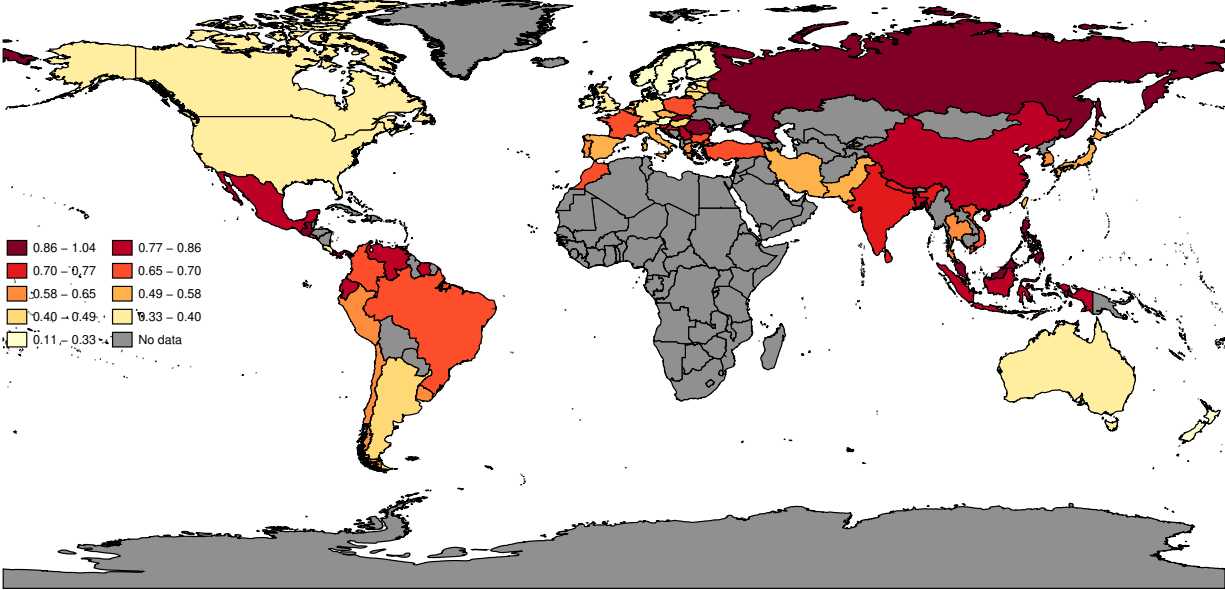 0.86 – 1.04 0.77 – 0.86
0.70 – 0.77 0.65 – 0.70
0.58 – 0.65 0.49 – 0.58
0.40 – 0.49 0.33 – 0.40
0.11 – 0.33 No data